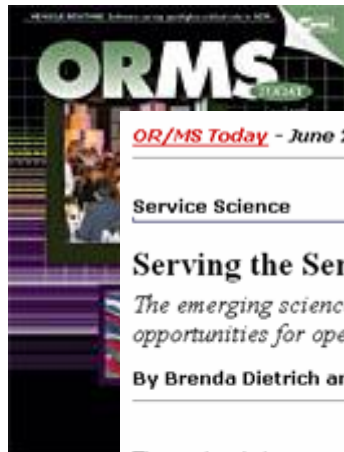 ORMS
TODAY
OR/MS Today - June
Service Science
Serving the Ser
The emerging scienc
opportunities for ope
By Brenda Dietrich an